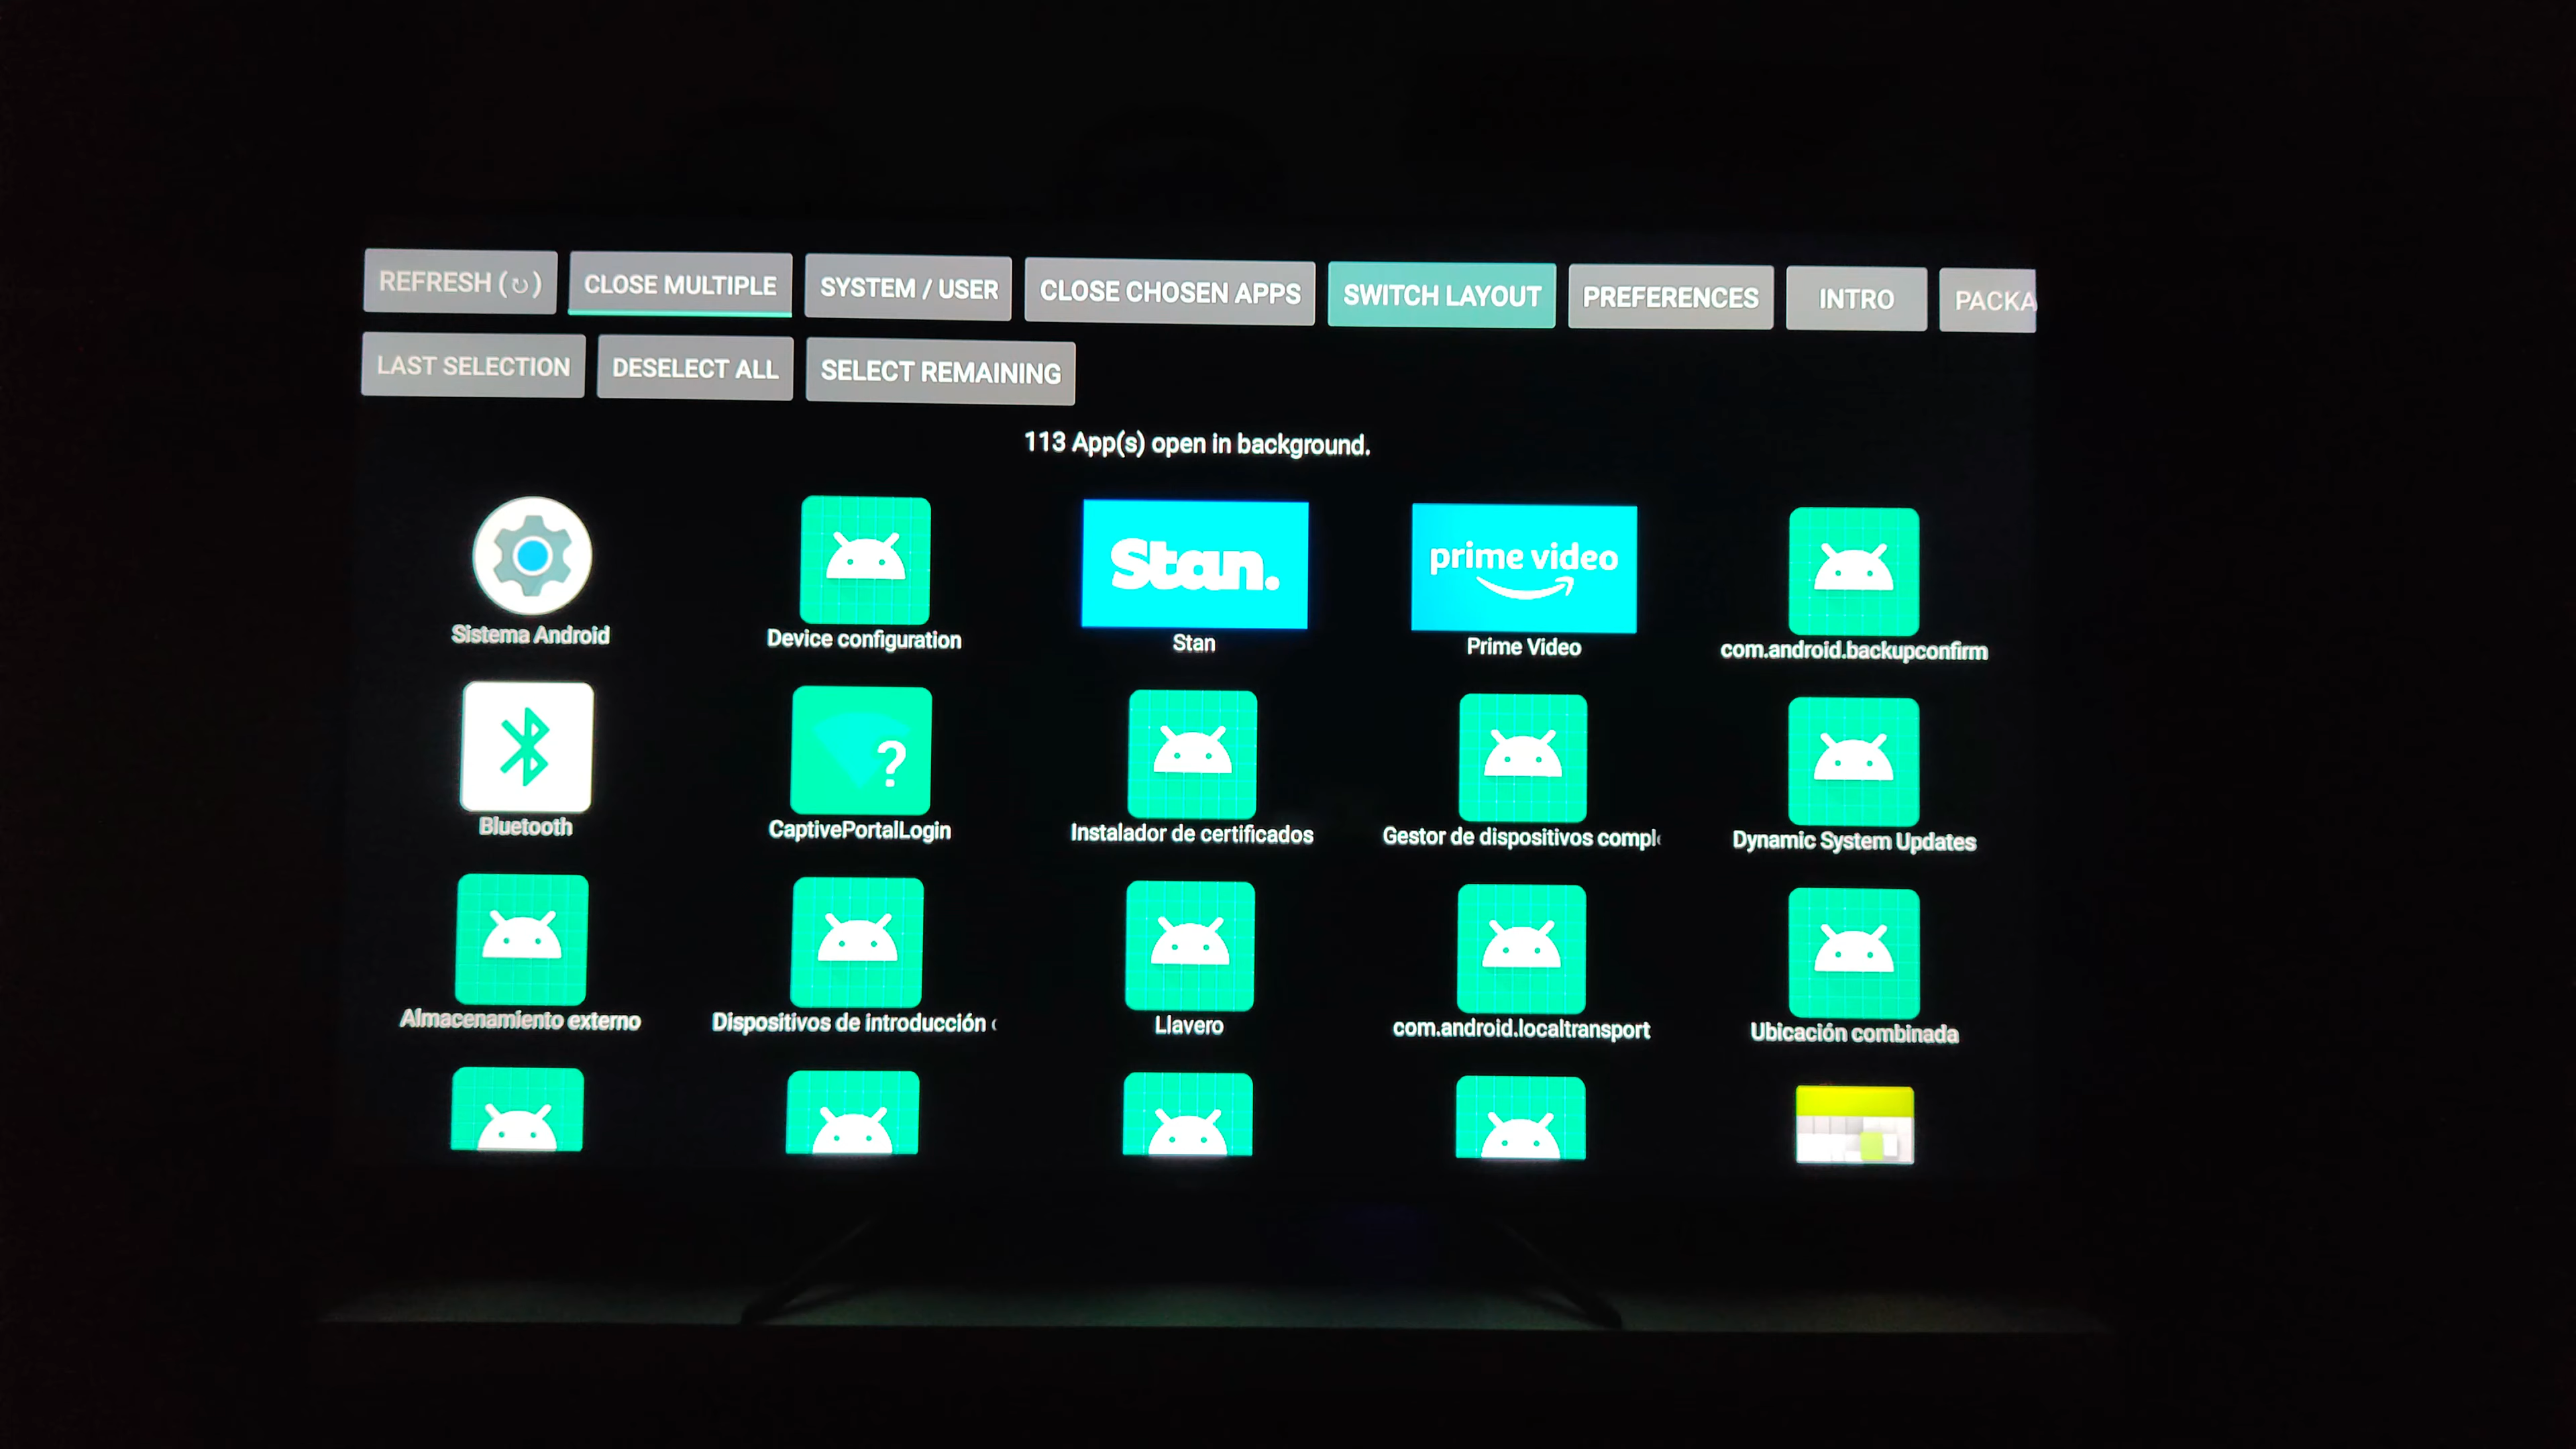 REFRESH (↻)
CLOSE MULTIPLE
SYSTEM / USER
CLOSE CHOSEN APPS
SWITCH LAYOUT
PREFERENCES
INTRO
PACKA
LAST SELECTION
DESELECT ALL
SELECT REMAINING
113 App(s) open in background.
Stan.
prime video
Sistema Android
Device configuration
Stan
Prime Video
com.android.backupconfirm
?
Bluetooth
CaptivePortalLogin
Instalador de certificados
Gestor de dispositivos compl
Dynamic System Updates
Almacenamiento externo
Dispositivos de introducción
Llavero
com.android.localtransport
Ubicación combinada